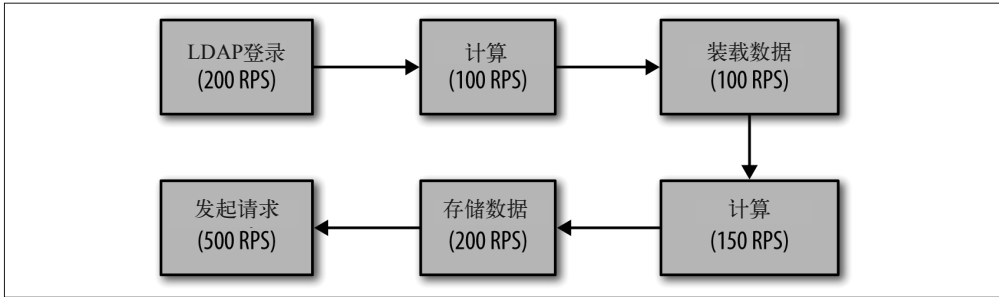 LDAP登录
(200 RPS)
计算
(100 RPS)
装载数据
(100 RPS)
计算
(150 RPS)
存储数据
(200 RPS)
发起请求
(500 RPS)